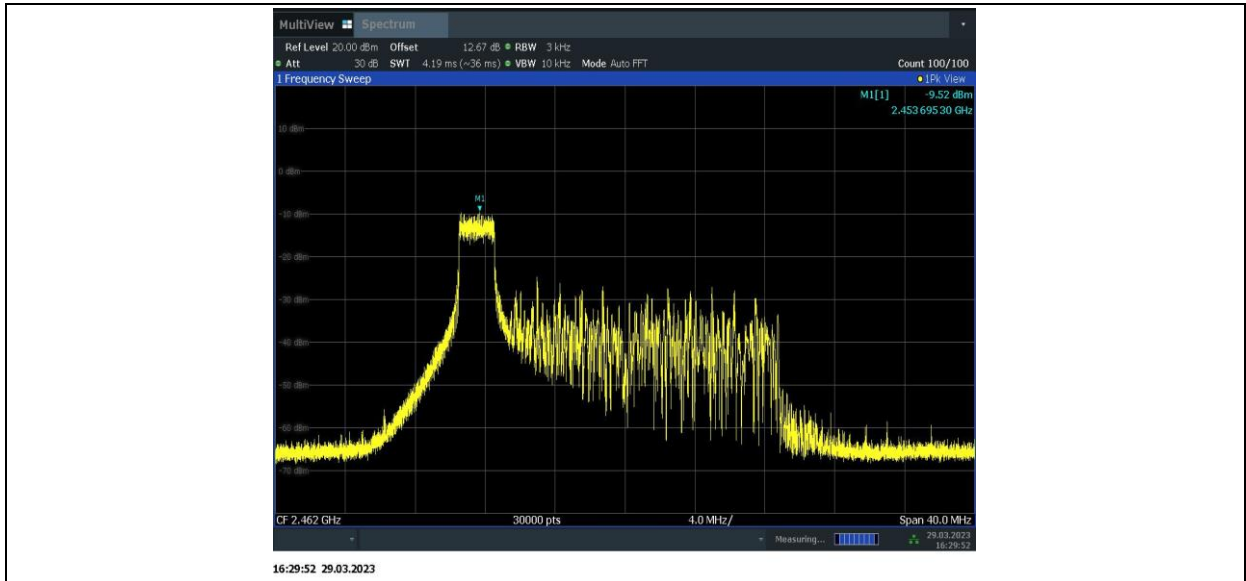 MultiView Spectrum
Ref Level 20.00 dBm Offset 12.67 dB RBW 3 kHz
Att 30 dB SWT 4.19 ms (~36 ms) VBW 10 kHz Mode Auto FFT Count 100/100
1 Frequency Sweep 1Pk View
M1[1] -9.52 dBm
2.453 695 30 GHz
10 dBm
0 dBm
M1
-10 dBm
-20 dBm
-30 dBm
-40 dBm
-50 dBm
-60 dBm
-70 dBm
CF 2.462 GHz 30000 pts 4.0 MHz/ Span 40.0 MHz
Measuring... 29.03.2023
16:29:52
16:29:52 29.03.2023